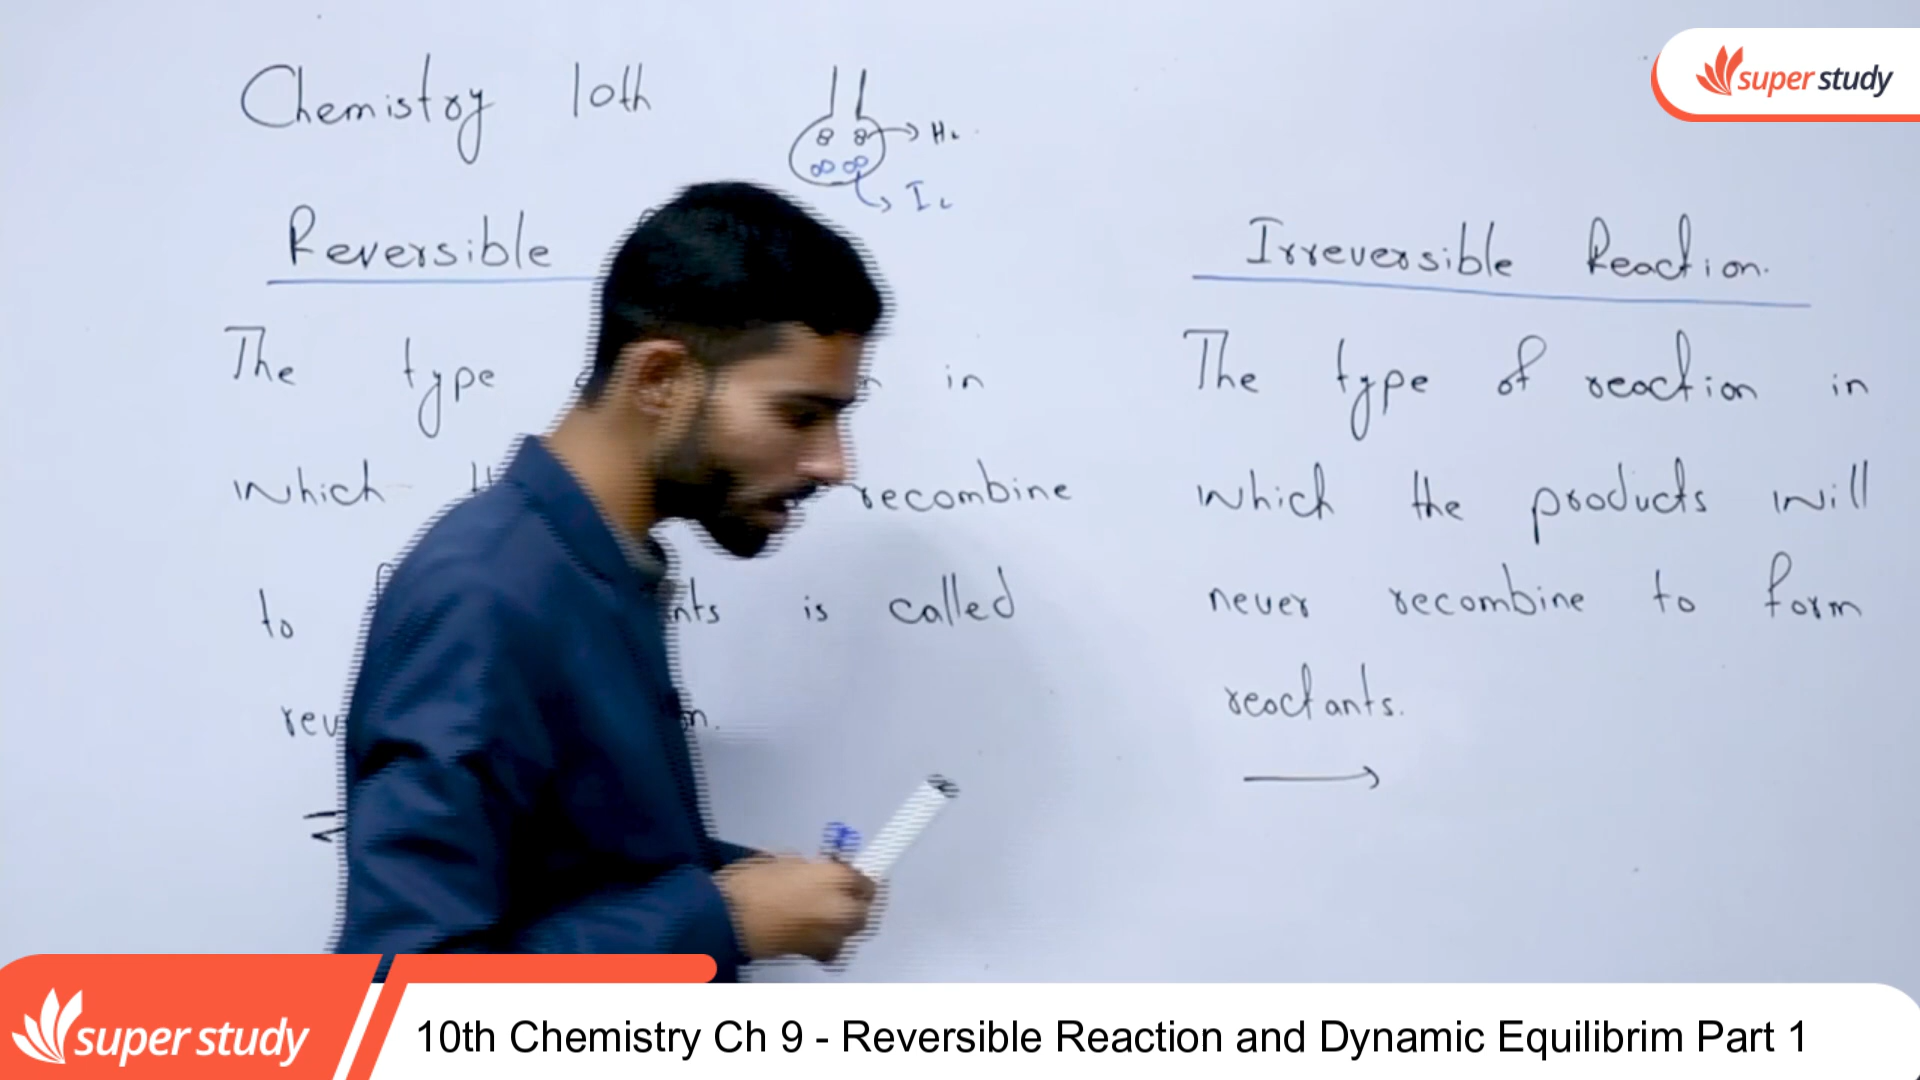 Chemistry 10th
H₂
I₂
super study
Reversible
Irreversible Reaction.
The type in
which recombine
to is called
The type of reaction in
which the products will
never recombine to form
reactants.
super study
10th Chemistry Ch 9 - Reversible Reaction and Dynamic Equilibrim Part 1